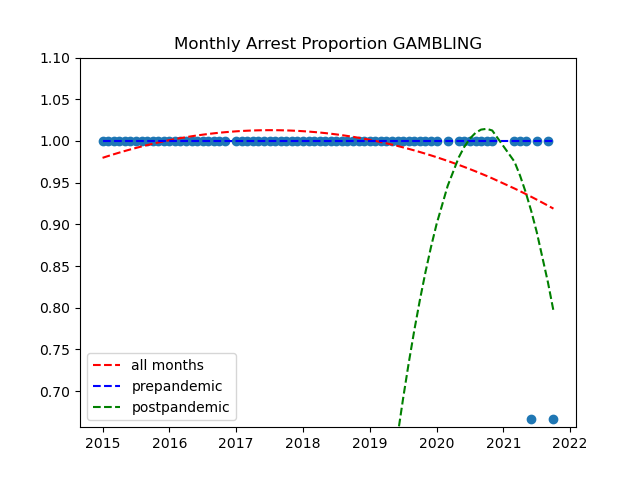 Monthly Arrest Proportion GAMBLING
1.10
1.05
1.00
0.95
0.90
0.85
0.80
0.75
0.70
all months
prepandemic
postpandemic
2015 2016 2017 2018 2019 2020 2021 2022